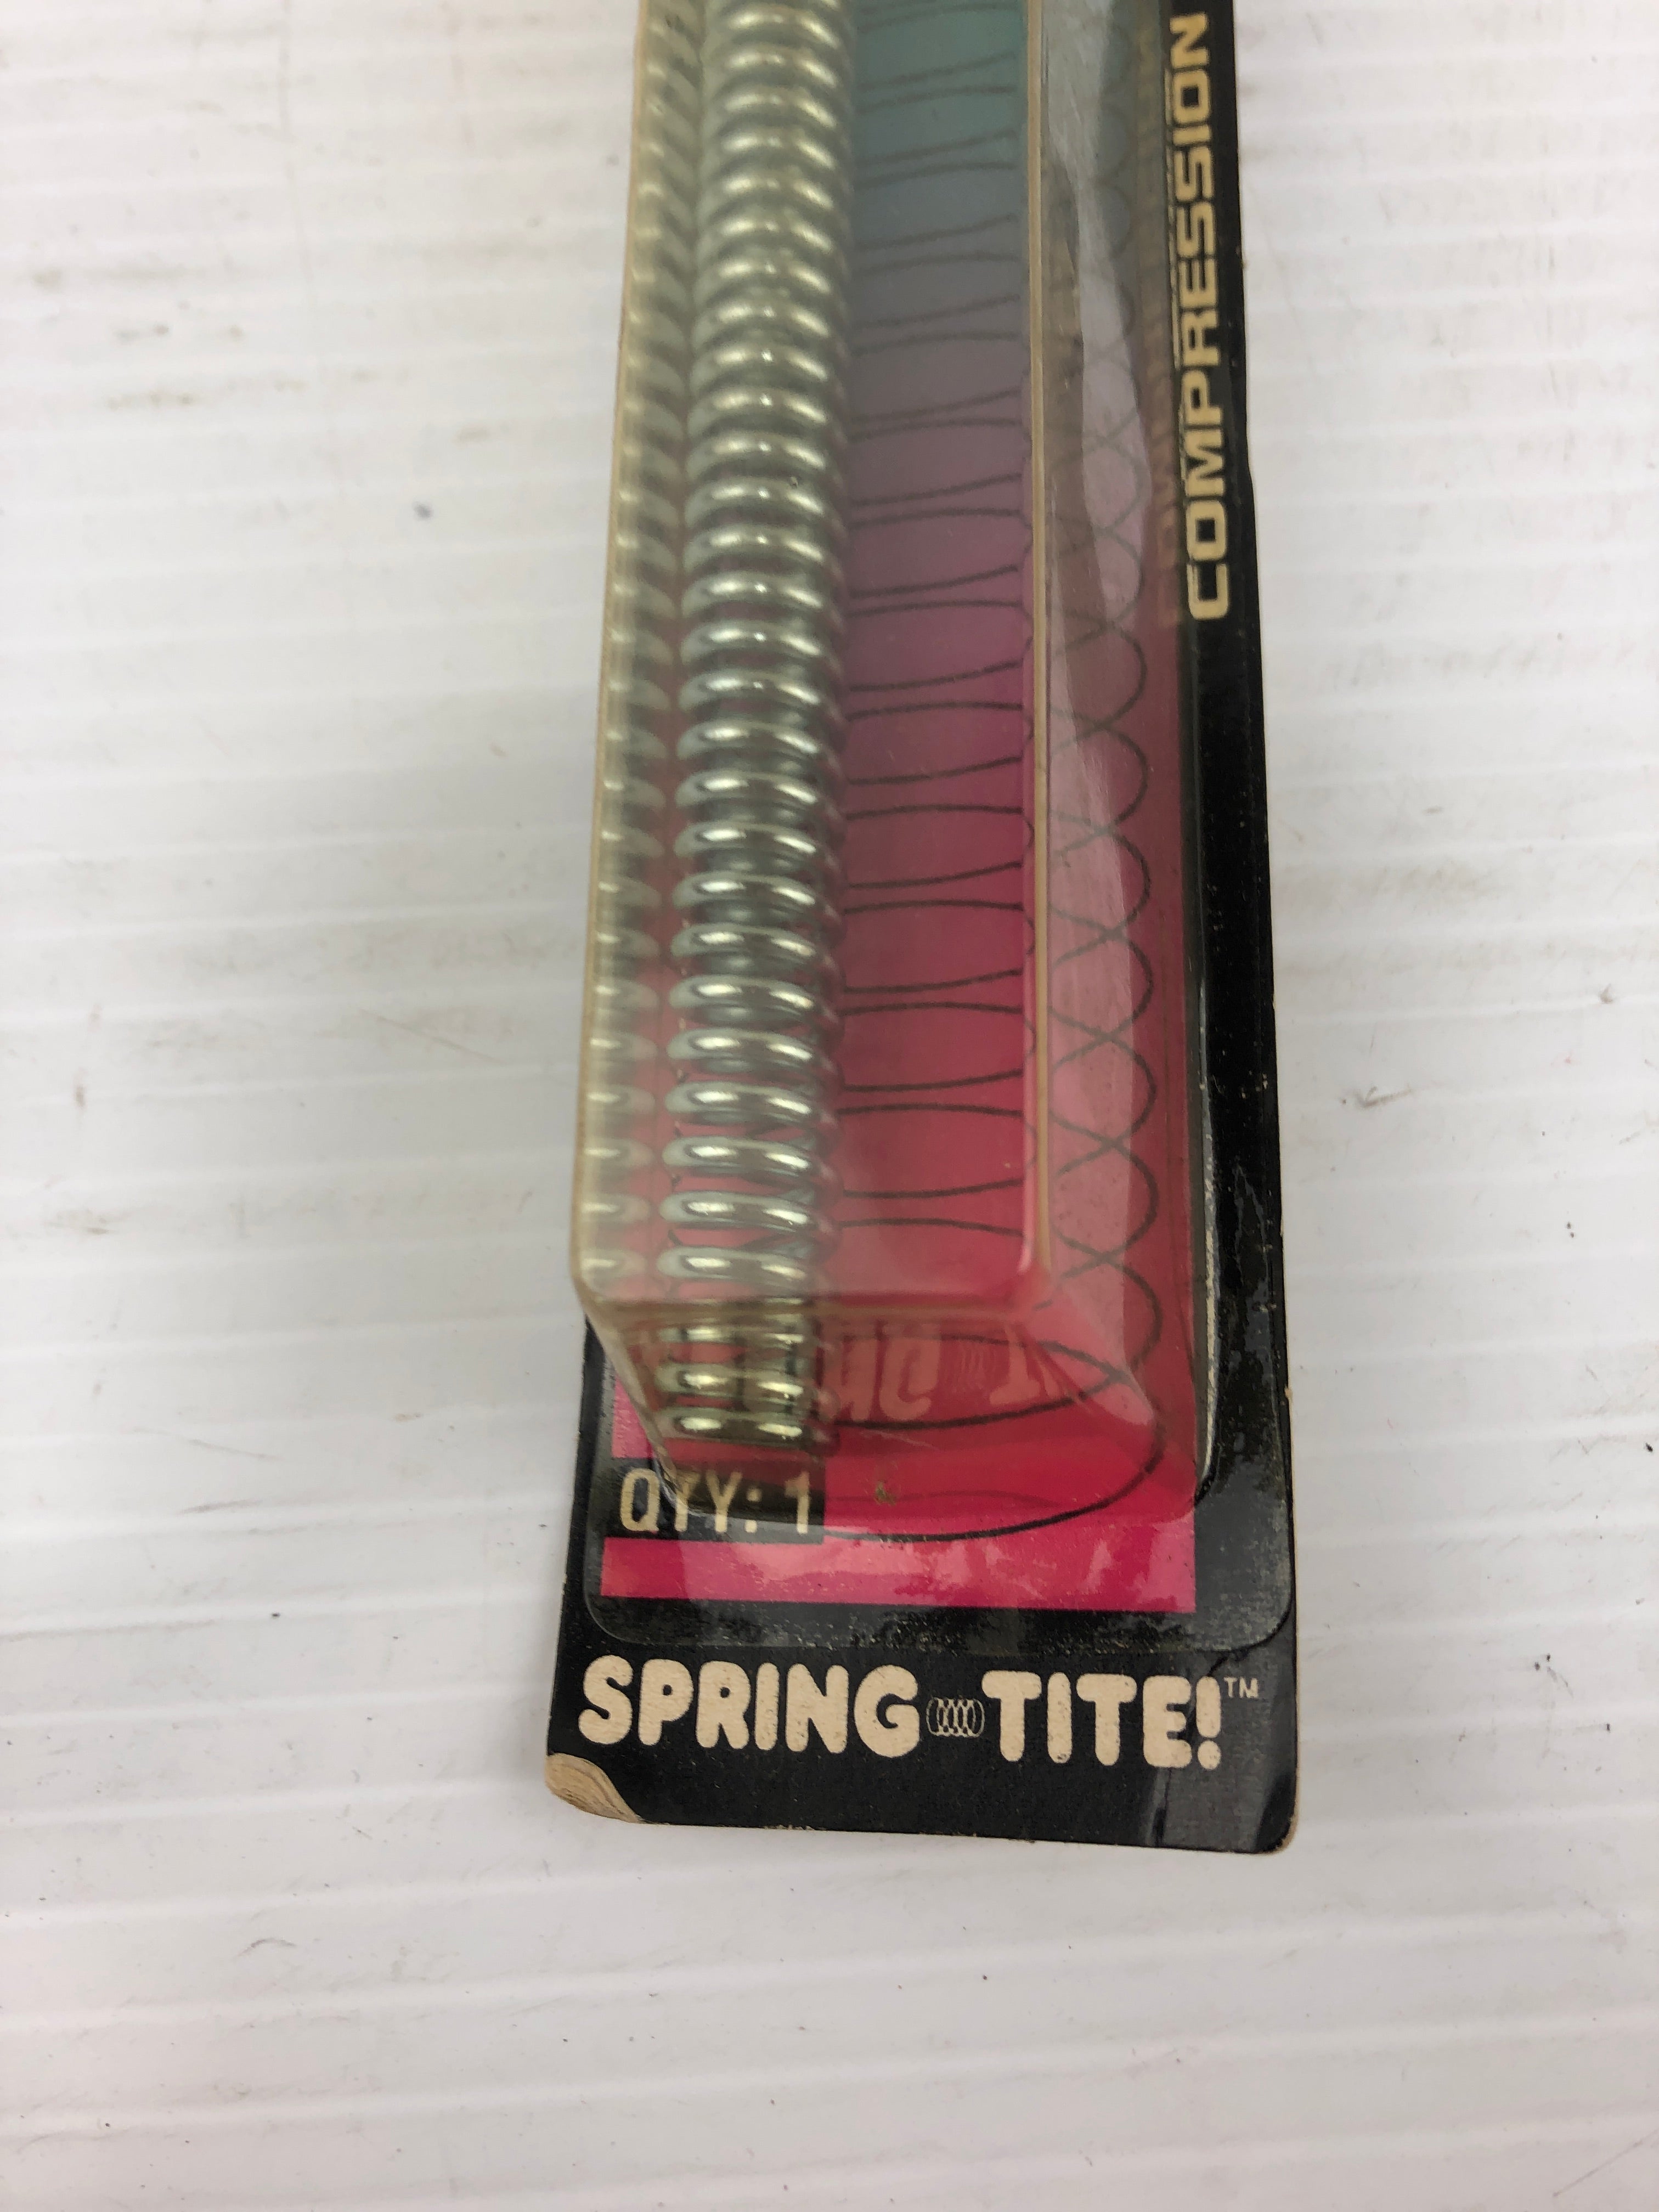 COMPRESSION
QTY: 1
SPRING TITE!™